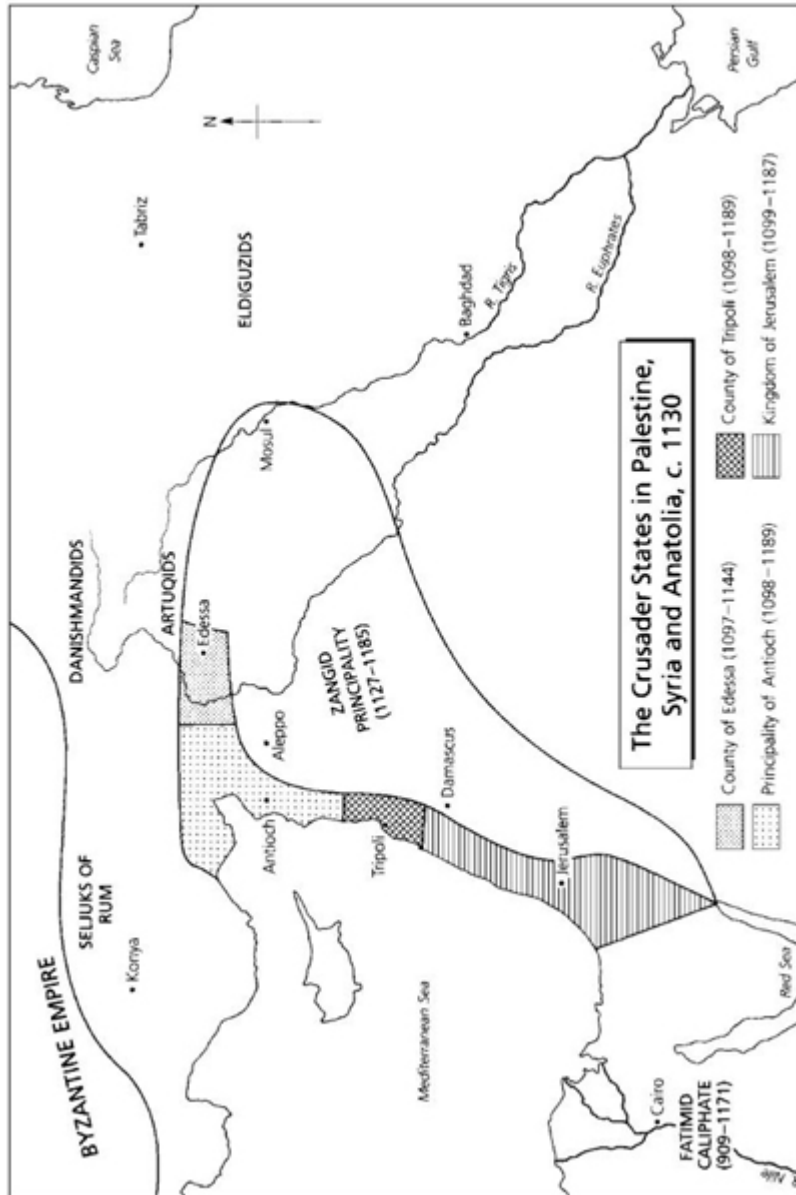 BYZANTINE EMPIRE
SELJUKS OF
RUM
Konya
DANISHMANDIDS
ARTUQIDS
Edessa
Tabriz
Caspian
Sea
N
ELDIGUZIDS
Mosul
Antioch
Aleppo
ZANGID
PRINCIPALITY
(1127–1185)
Baghdad
R. Tigris
R. Euphrates
Persian
Gulf
Mediterranean Sea
Tripoli
Damascus
Jerusalem
Cairo
FATIMID
CALIPHATE
(909–1171)
Nile
Red Sea
The Crusader States in Palestine,
Syria and Anatolia, c. 1130
County of Edessa (1097–1144)
County of Tripoli (1098–1189)
Principality of Antioch (1098–1189)
Kingdom of Jerusalem (1099–1187)